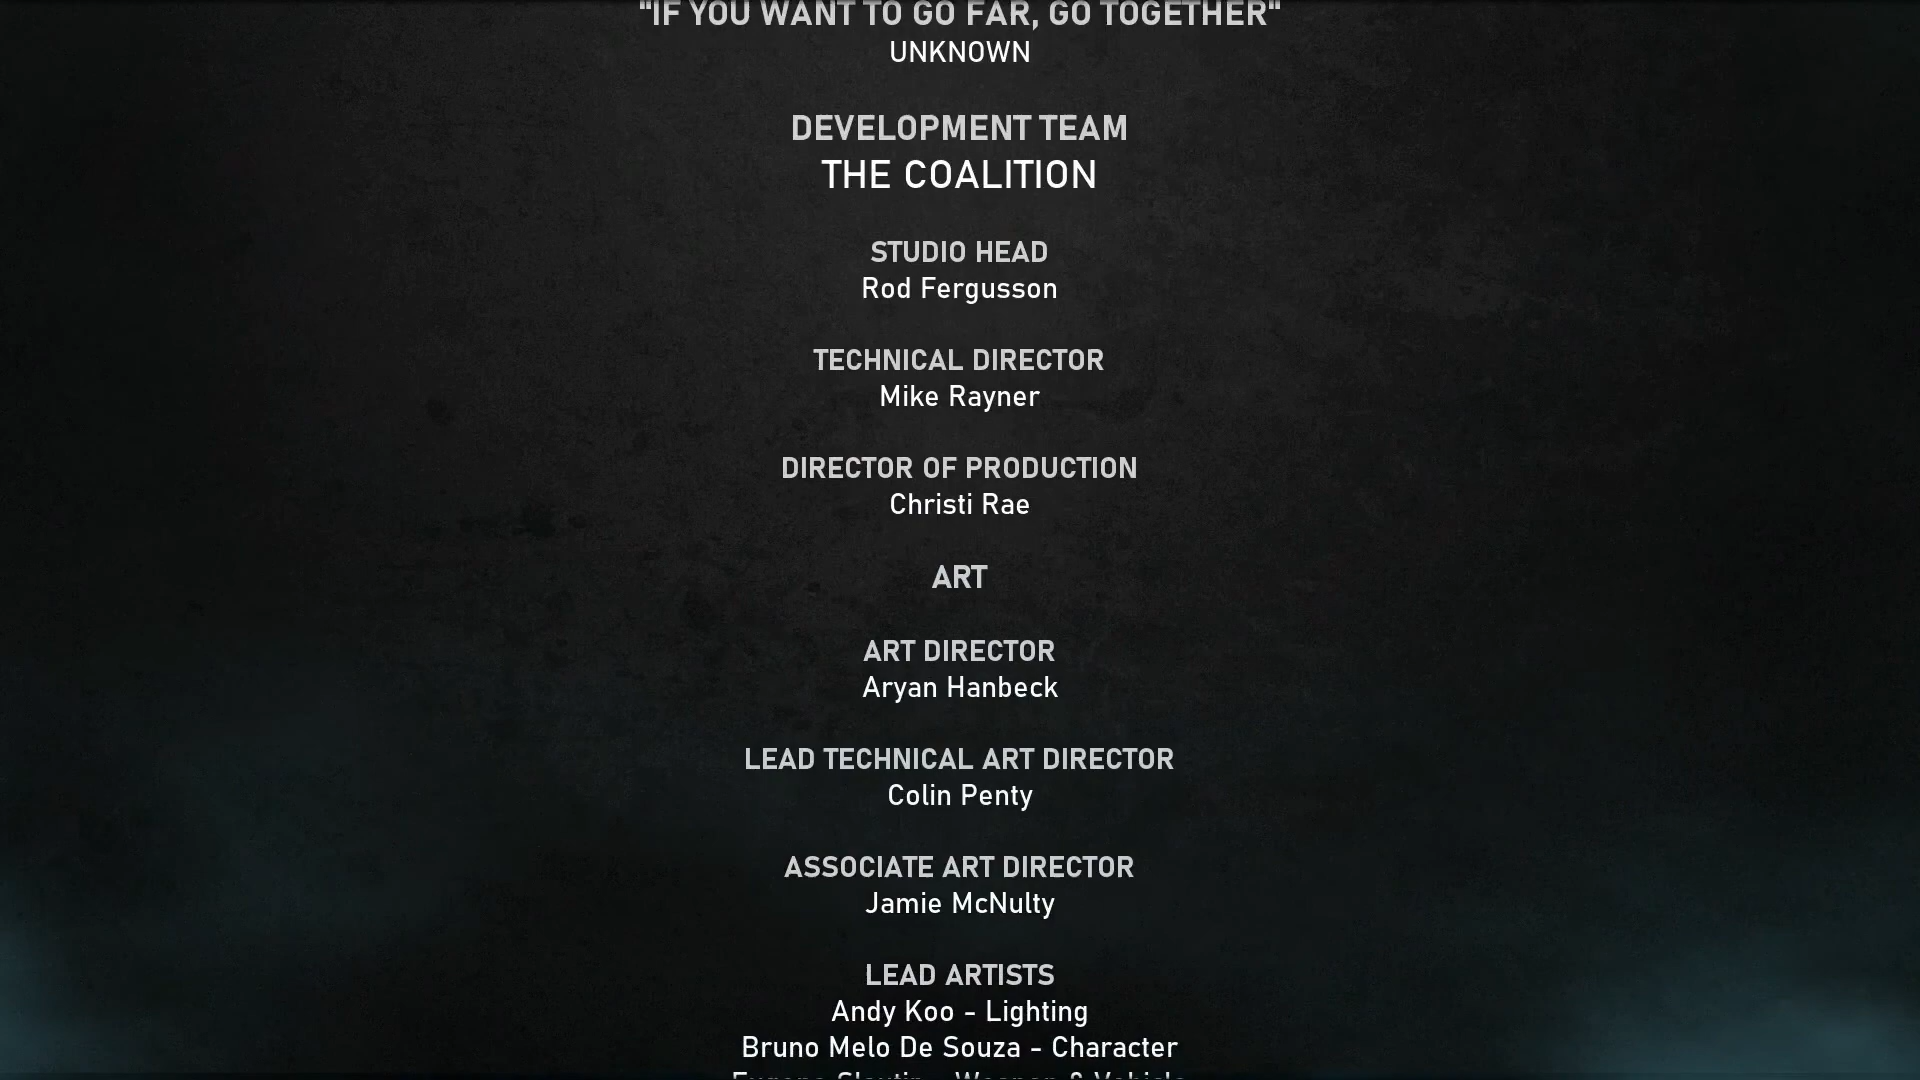 "IF YOU WANT TO GO FAR, GO TOGETHER"
UNKNOWN
DEVELOPMENT TEAM
THE COALITION
STUDIO HEAD
Rod Fergusson
TECHNICAL DIRECTOR
Mike Rayner
DIRECTOR OF PRODUCTION
Christi Rae
ART
ART DIRECTOR
Aryan Hanbeck
LEAD TECHNICAL ART DIRECTOR
Colin Penty
ASSOCIATE ART DIRECTOR
Jamie McNulty
LEAD ARTISTS
Andy Koo - Lighting
Bruno Melo De Souza - Character